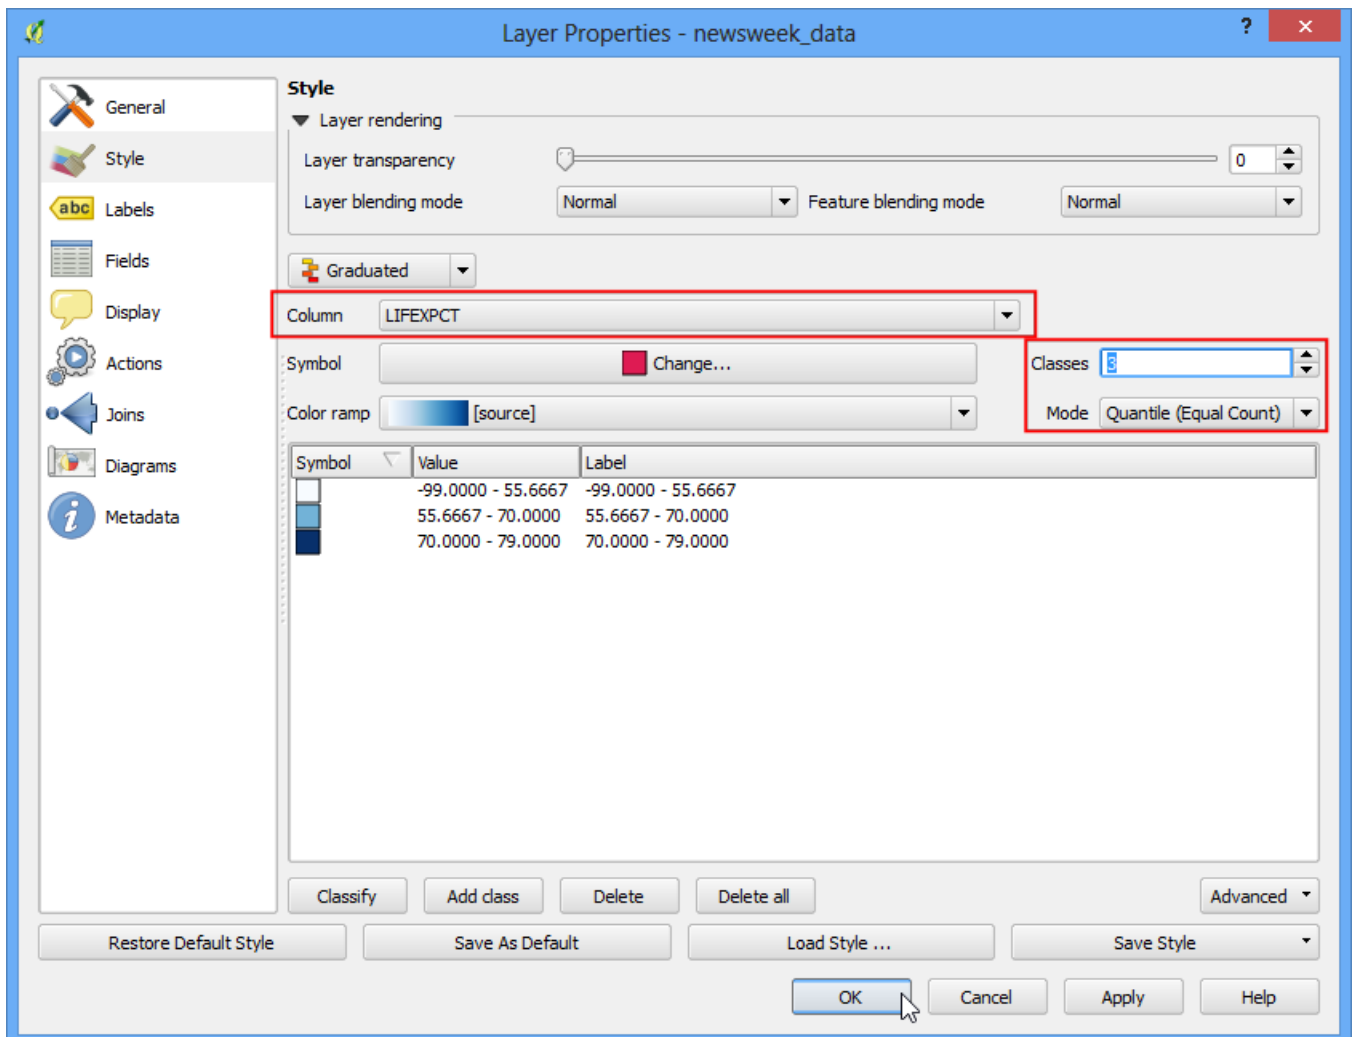 Layer Properties - newsweek_data
?
General
Style
abc Labels
Fields
Display
Actions
Joins
Diagrams
i Metadata
Style
Layer rendering
Layer transparency 0
Layer blending mode Normal Feature blending mode Normal
Graduated
Column LIFEXPCT
Symbol Change... Classes 3
Color ramp [source] Mode Quantile (Equal Count)
Symbol Value Label
-99.0000 - 55.6667 -99.0000 - 55.6667
55.6667 - 70.0000 55.6667 - 70.0000
70.0000 - 79.0000 70.0000 - 79.0000
Classify Add class Delete Delete all Advanced
Restore Default Style Save As Default Load Style ... Save Style
OK Cancel Apply Help